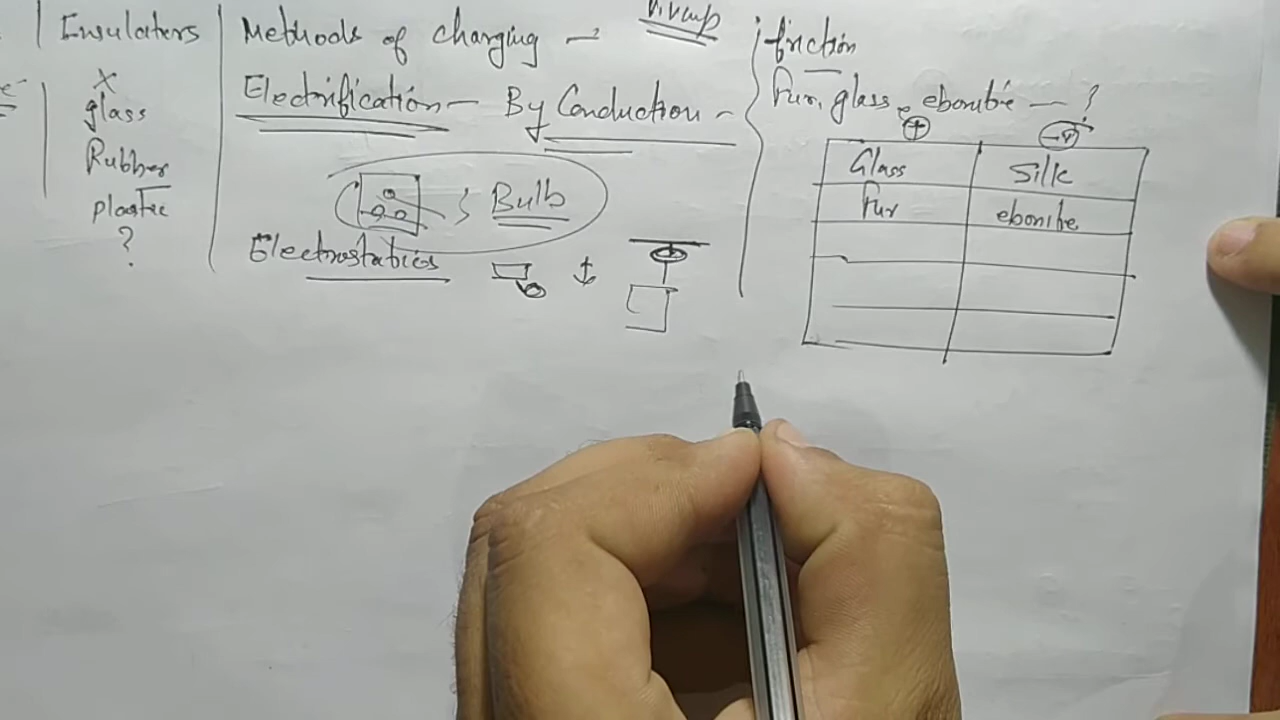 Insulators
X
glass
Rubber
plastic
?
Methods of charging - ?
Electrification - By Conduction -
Bulb
Electrostatics
friction
Fur, glass, ebonite - ?
+ -ve
Glass Silk
Fur ebonite